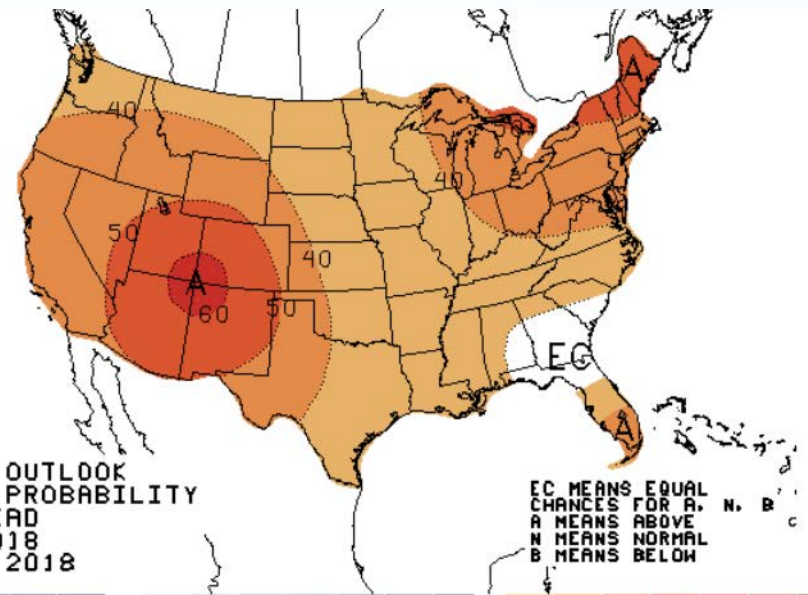 A
40
50
40
50
40
A
50
60
EC
A
OUTLOOK
PROBABILITY
EAD
018
2018
EC MEANS EQUAL
CHANCES FOR A, N, B
A MEANS ABOVE
N MEANS NORMAL
B MEANS BELOW
C